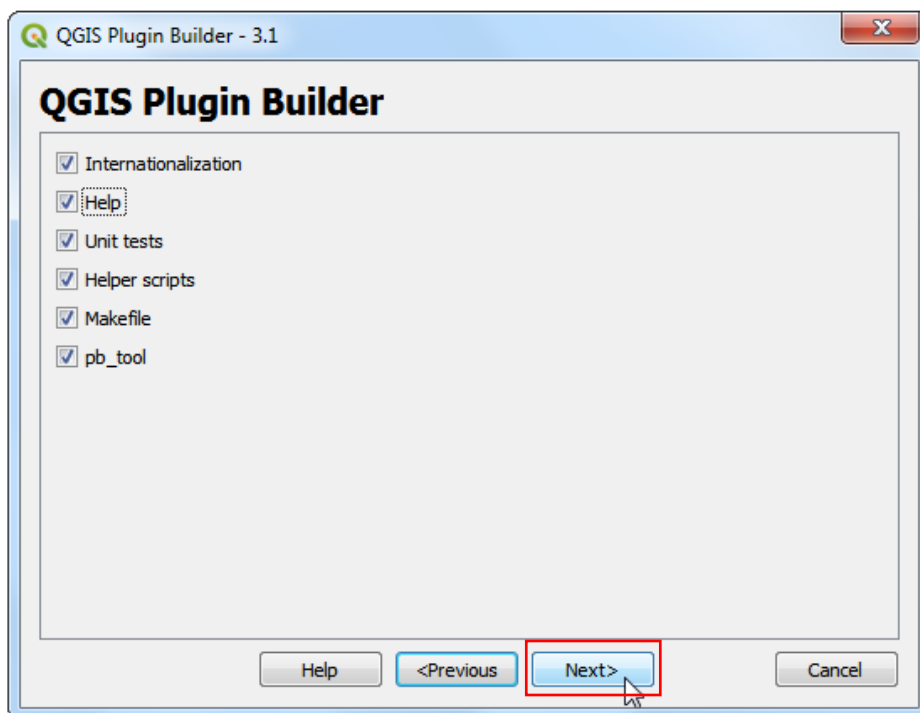 QGIS Plugin Builder - 3.1
QGIS Plugin Builder
Internationalization
Help
Unit tests
Helper scripts
Makefile
pb_tool
Help <Previous Next> Cancel